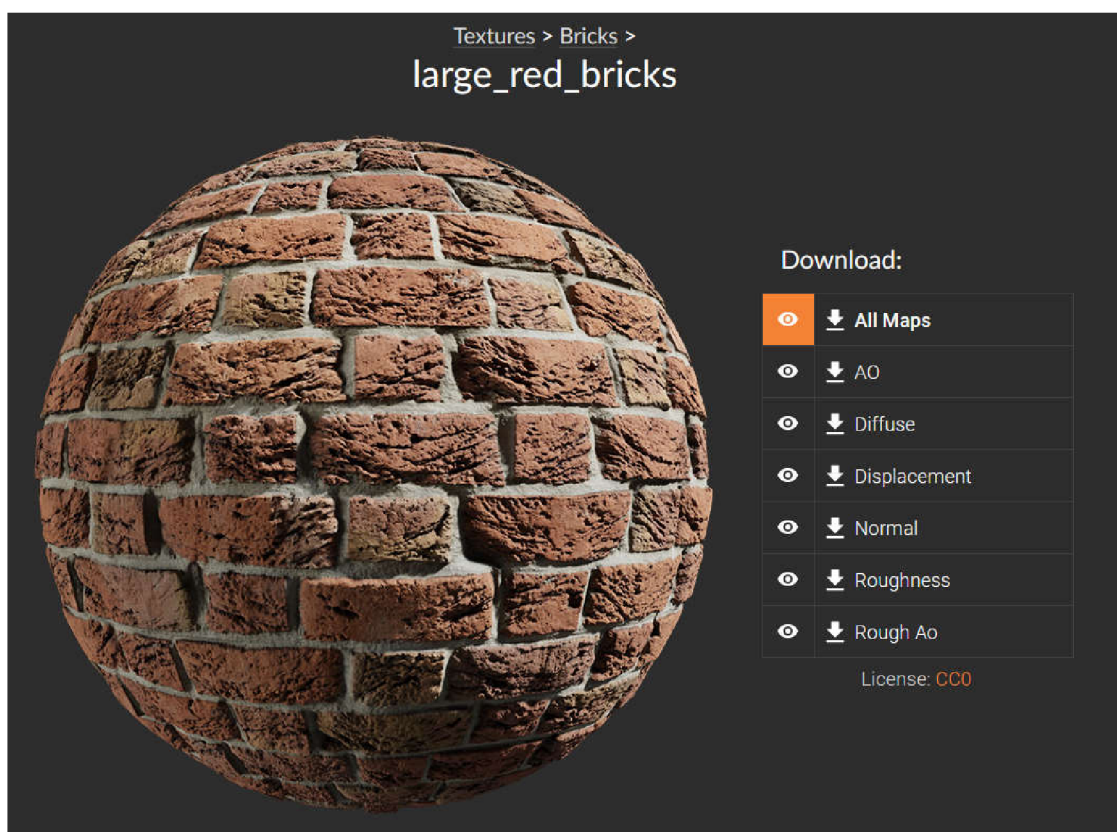 Textures > Bricks >
large_red_bricks
Download:
All Maps
AO
Diffuse
Displacement
Normal
Roughness
Rough Ao
License: CC0